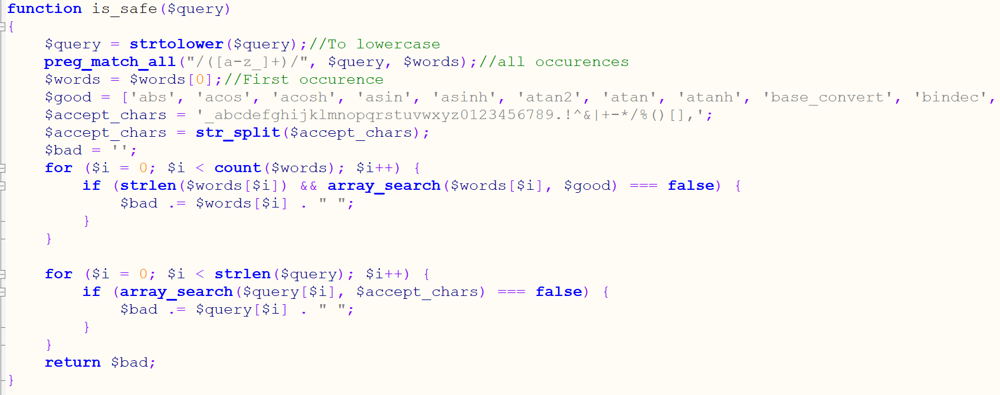 function is_safe($query)
{
    $query = strtolower($query);//To lowercase
    preg_match_all("/([a-z_]+)/", $query, $words);//all occurences
    $words = $words[0];//First occurence
    $good = ['abs', 'acos', 'acosh', 'asin', 'asinh', 'atan2', 'atan', 'atanh', 'base_convert', 'bindec',
    $accept_chars = '_abcdefghijklmnopqrstuvwxyz0123456789.!^&|+-*/%()[],';
    $accept_chars = str_split($accept_chars);
    $bad = '';
    for ($i = 0; $i < count($words); $i++) {
        if (strlen($words[$i]) && array_search($words[$i], $good) === false) {
            $bad .= $words[$i] . " ";
        }
    }
    for ($i = 0; $i < strlen($query); $i++) {
        if (array_search($query[$i], $accept_chars) === false) {
            $bad .= $query[$i] . " ";
        }
    }
    return $bad;
}